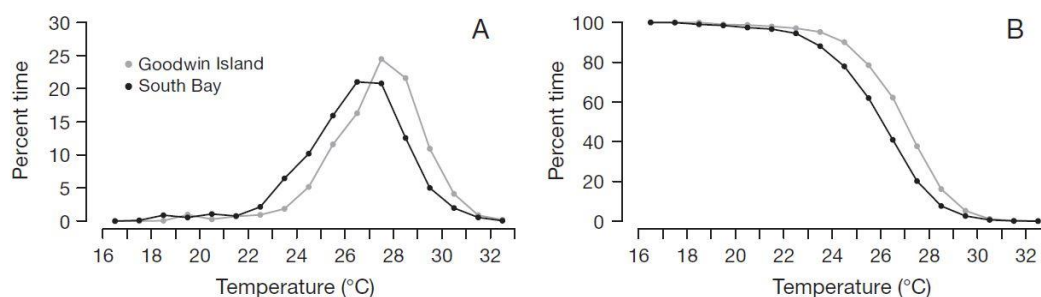 A
Percent time
30
25
20
15
10
5
0
Goodwin Island
South Bay
16 18 20 22 24 26 28 30 32
Temperature (°C)
B
Percent time
100
80
60
40
20
0
16 18 20 22 24 26 28 30 32
Temperature (°C)